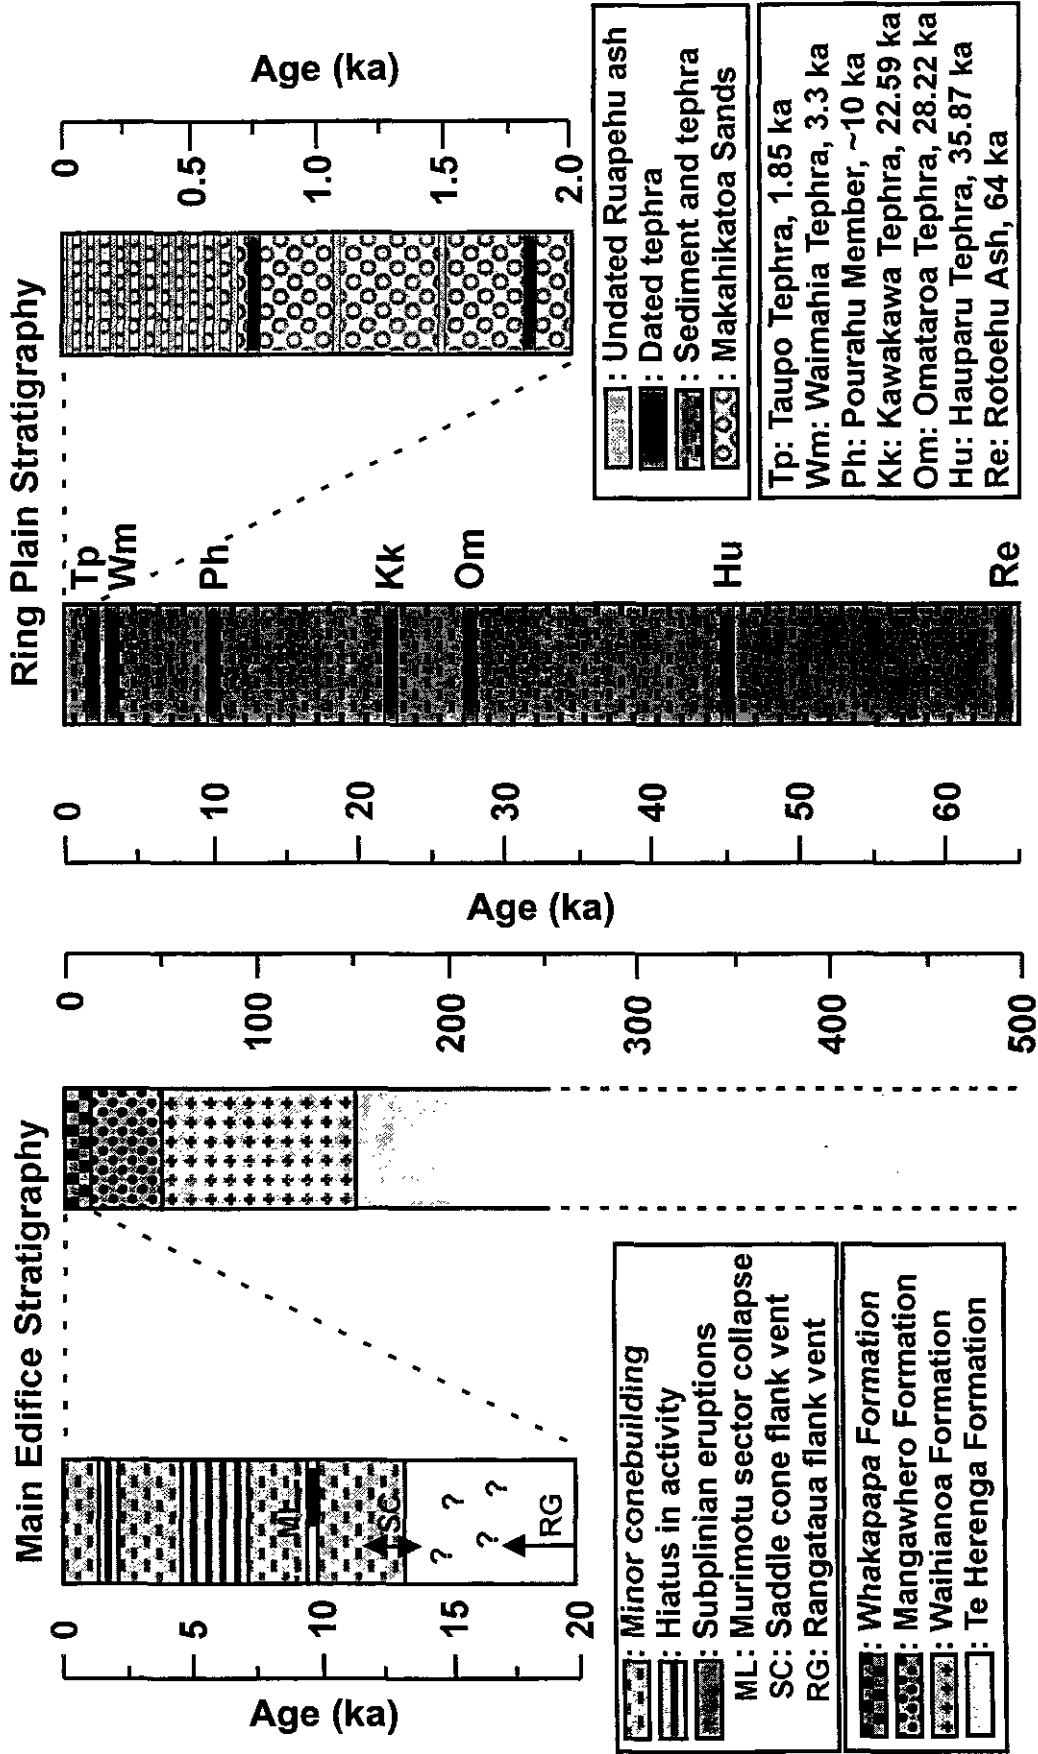 Main Edifice Stratigraphy
Age (ka)
0
5
10
15
20
ML
SC
RG
?
?
?
?
0
100
200
300
400
500
Age (ka)
: Minor conebuilding
: Hiatus in activity
: Subplinian eruptions
ML: Murimotu sector collapse
SC: Saddle cone flank vent
RG: Rangataua flank vent
: Whakapapa Formation
: Mangawhero Formation
: Waihianoa Formation
: Te Herenga Formation
Ring Plain Stratigraphy
0
10
20
30
40
50
60
Tp
Wm
Ph
Kk
Om
Hu
Re
Age (ka)
0
0.5
1.0
1.5
2.0
: Undated Ruapehu ash
: Dated tephra
: Sediment and tephra
: Makahikatoa Sands
Tp: Taupo Tephra, 1.85 ka
Wm: Waimahia Tephra, 3.3 ka
Ph: Pourahu Member, ~10 ka
Kk: Kawakawa Tephra, 22.59 ka
Om: Omataroa Tephra, 28.22 ka
Hu: Hauparu Tephra, 35.87 ka
Re: Rotoehu Ash, 64 ka